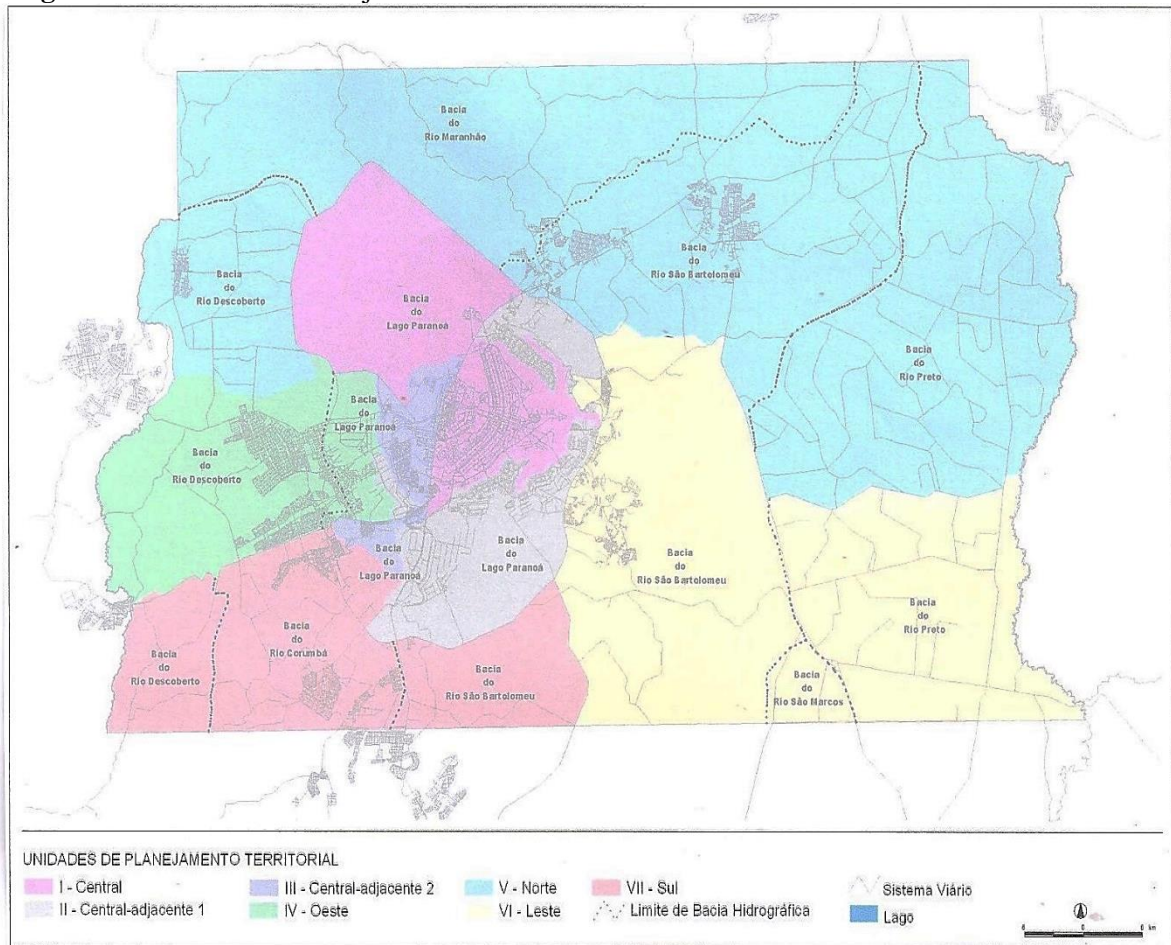 Bacia
do
Rio Maranhão
Bacia
do
Rio São Bartolomeu
Bacia
do
Rio Descoberto
Bacia
do
Lago Paranoá
Bacia
do
Rio Preto
Bacia
do
Lago Paranoá
Bacia
do
Rio Descoberto
Bacia
do
Lago Paranoá
Bacia
do
Lago Paranoá
Bacia
do
Rio São Bartolomeu
Bacia
do
Rio Preto
Bacia
do
Rio Corumbá
Bacia
do
Rio Descoberto
Bacia
do
Rio São Bartolomeu
Bacia
do
Rio São Marcos
UNIDADES DE PLANEJAMENTO TERRITORIAL
I - Central
III - Central-adjacente 2
V - Norte
VII - Sul
Sistema Viário
II - Central-adjacente 1
IV - Oeste
VI - Leste
Limite de Bacia Hidrográfica
Lago
km